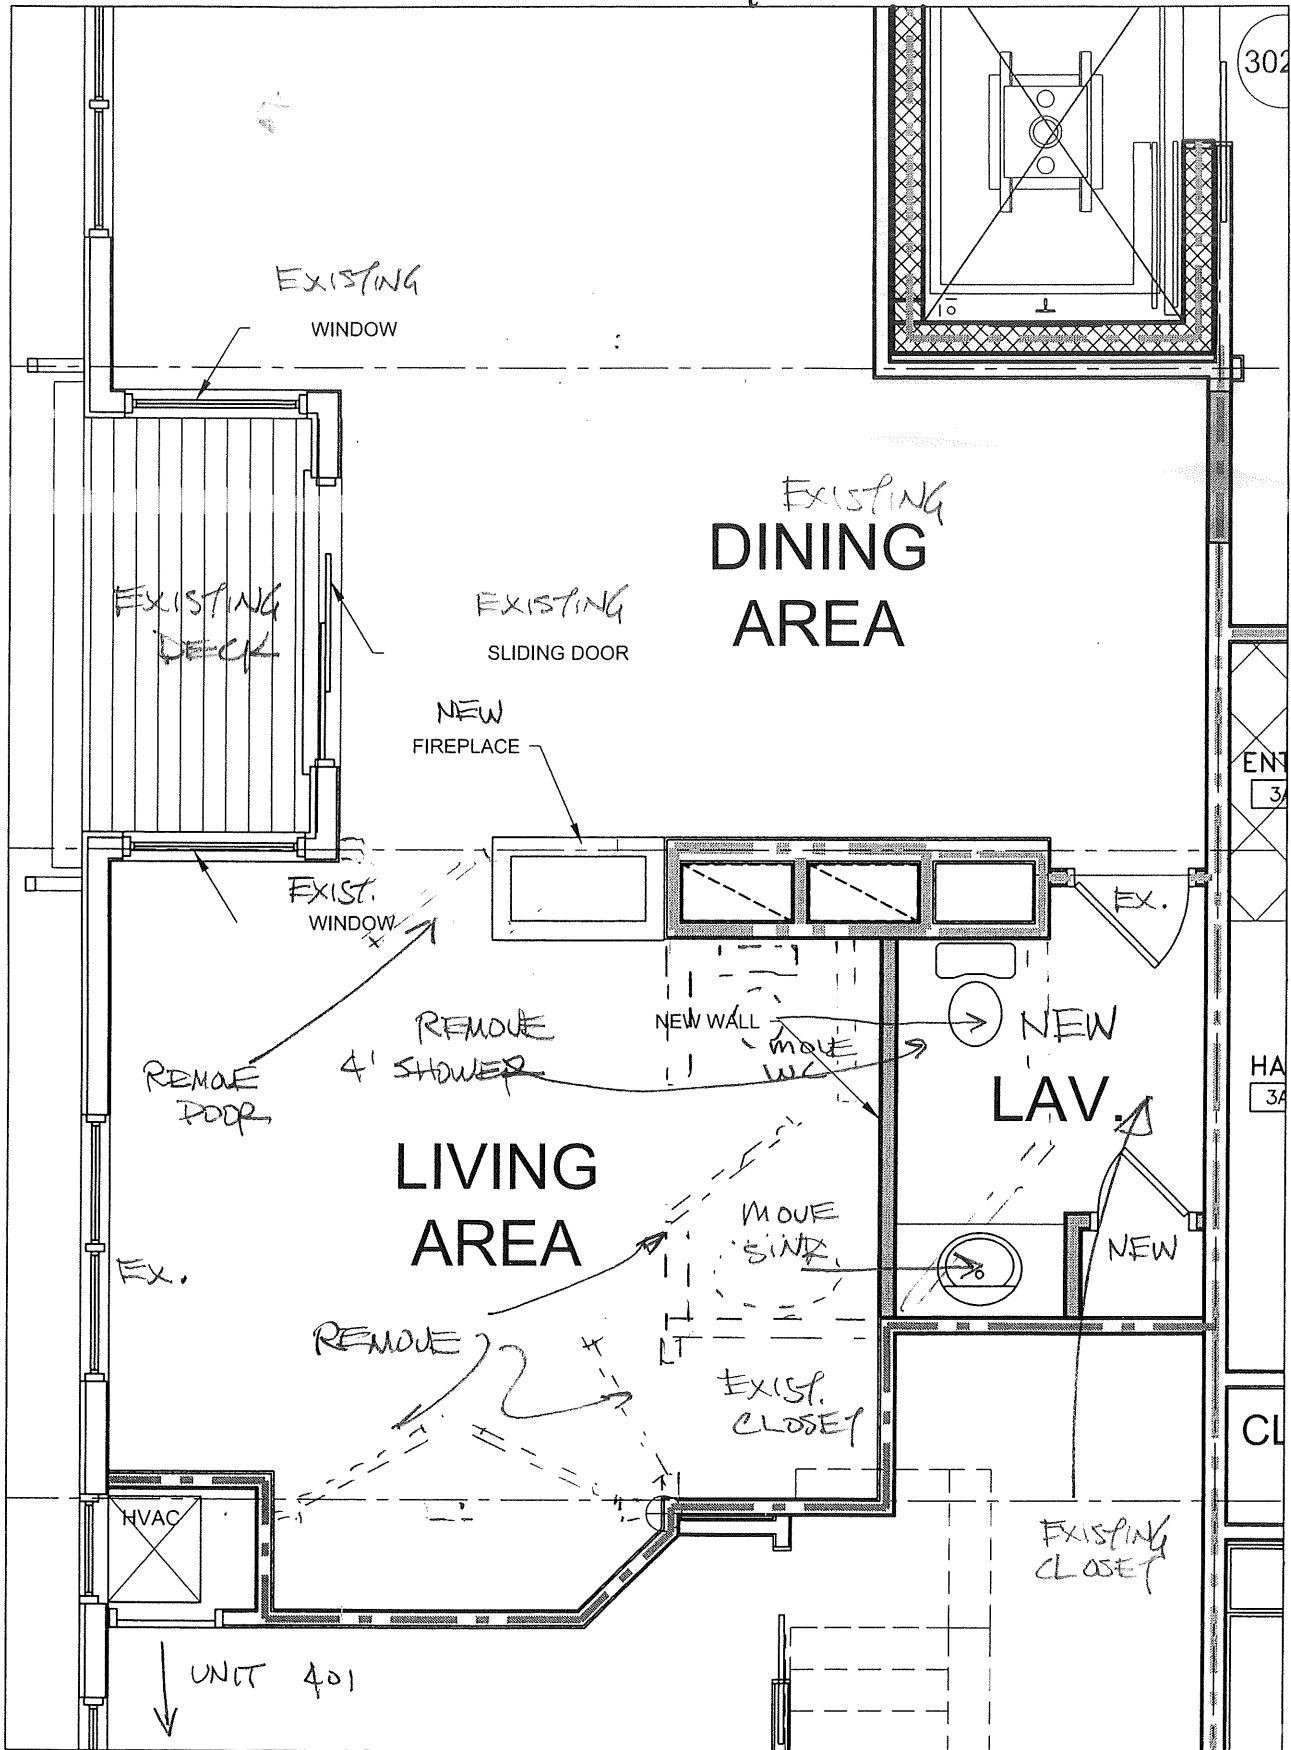 302
EXISTING
WINDOW
EXISTING
DINING
AREA
EXISTING
DECK
EXISTING
SLIDING DOOR
NEW
FIREPLACE
EXIST.
WINDOW
EX.
REMOVE
4' SHOWER
NEW WALL
MOVE
WC
NEW
LAV.
REMOVE
DOOR
LIVING
AREA
MOVE
SINK
NEW
EX.
REMOVE
EXIST.
CLOSET
HVAC
EXISTING
CLOSET
UNIT 401
ENT
HA
CL